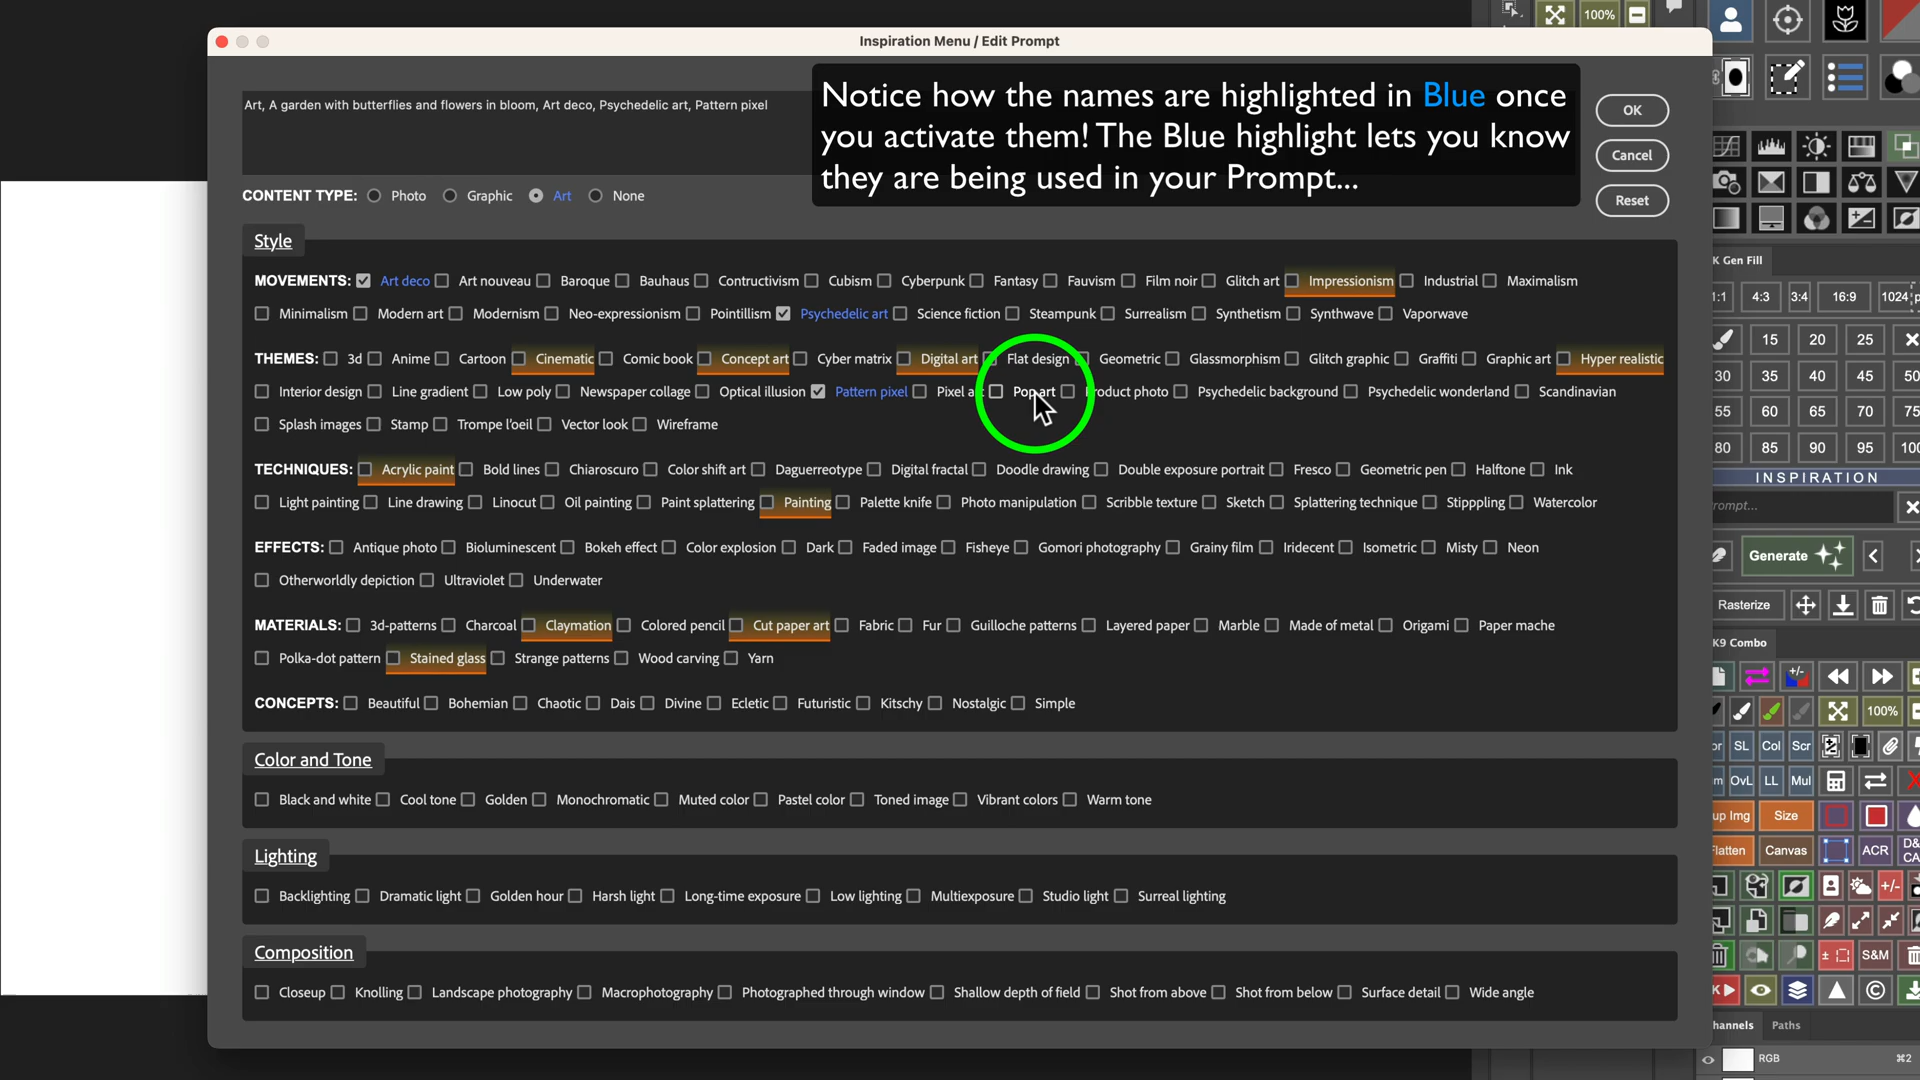 100%
Inspiration Menu / Edit Prompt
Art, A garden with butterflies and flowers in bloom, Art deco, Psychedelic art, Pattern pixel
Notice how the names are highlighted in Blue once
you activate them! The Blue highlight lets you know
they are being used in your Prompt...
OK
Cancel
Reset
CONTENT TYPE: Photo Graphic Art None
Style
MOVEMENTS: Art deco Art nouveau Baroque Bauhaus Contructivism Cubism Cyberpunk Fantasy Fauvism Film noir Glitch art Impressionism Industrial Maximalism
Minimalism Modern art Modernism Neo-expressionism Pointillism Psychedelic art Science fiction Steampunk Surrealism Synthetism Synthwave Vaporwave
THEMES: 3d Anime Cartoon Cinematic Comic book Concept art Cyber matrix Digital art Flat design Geometric Glassmorphism Glitch graphic Graffiti Graphic art Hyper realistic
Interior design Line gradient Low poly Newspaper collage Optical illusion Pattern pixel Pixel art Pop art Product photo Psychedelic background Psychedelic wonderland Scandinavian
Splash images Stamp Trompe l'oeil Vector look Wireframe
TECHNIQUES: Acrylic paint Bold lines Chiaroscuro Color shift art Daguerreotype Digital fractal Doodle drawing Double exposure portrait Fresco Geometric pen Halftone Ink
Light painting Line drawing Linocut Oil painting Paint splattering Painting Palette knife Photo manipulation Scribble texture Sketch Splattering technique Stipppling Watercolor
EFFECTS: Antique photo Bioluminescent Bokeh effect Color explosion Dark Faded image Fisheye Gomori photography Grainy film Iridecent Isometric Misty Neon
Otherworldly depiction Ultraviolet Underwater
MATERIALS: 3d-patterns Charcoal Claymation Colored pencil Cut paper art Fabric Fur Guilloche patterns Layered paper Marble Made of metal Origami Paper mache
Polka-dot pattern Stained glass Strange patterns Wood carving Yarn
CONCEPTS: Beautiful Bohemian Chaotic Dais Divine Ecletic Futuristic Kitschy Nostalgic Simple
Color and Tone
Black and white Cool tone Golden Monochromatic Muted color Pastel color Toned image Vibrant colors Warm tone
Lighting
Backlighting Dramatic light Golden hour Harsh light Long-time exposure Low lighting Multiexposure Studio light Surreal lighting
Composition
Closeup Knolling Landscape photography Macrophotography Photographed through window Shallow depth of field Shot from above Shot from below Surface detail Wide angle
K Gen Fill
1:1 4:3 3:4 16:9 1024
15 20 25
30 35 40 45 50
55 60 65 70 75
80 85 90 95 100
INSPIRATION
rompt...
Generate
Rasterize
K9 Combo
100%
SL Col Scr
OvL LL Mul
up Img Size
Flatten Canvas ACR D&
CA
+/-
S&M
K
hannels Paths
RGB ⌘2